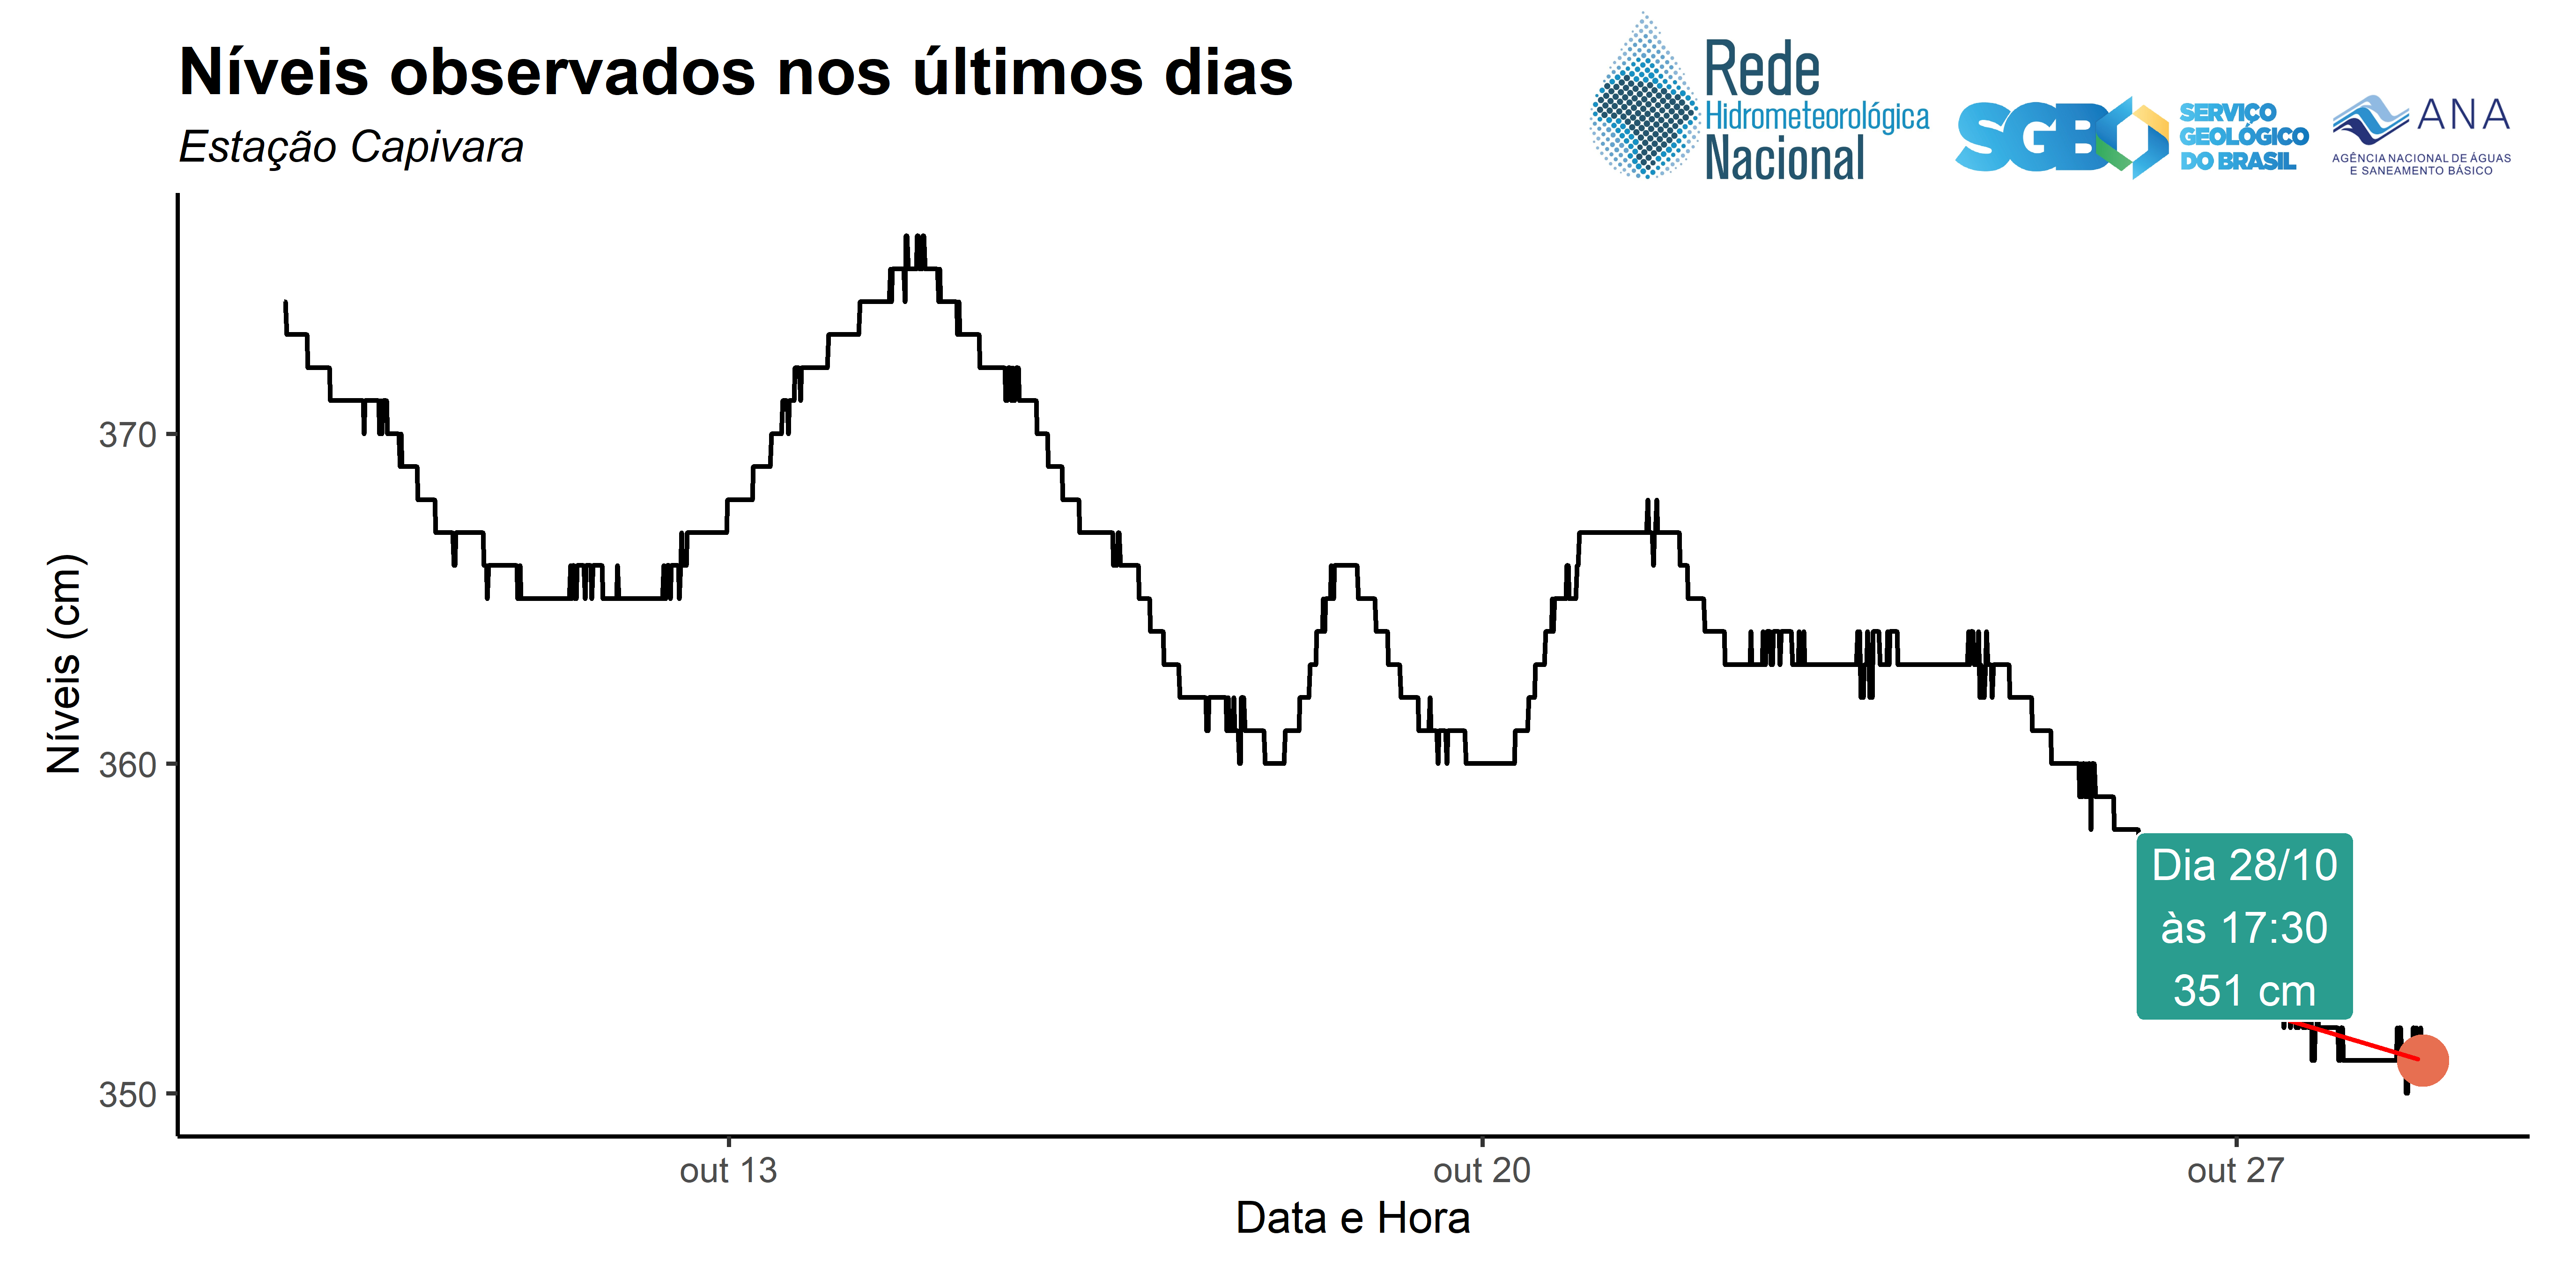 Níveis observados nos últimos dias
Estação Capivara
Rede
Hidrometeorológica
Nacional
SGB
SERVIÇO
GEOLÓGICO
DO BRASIL
ANA
AGÊNCIA NACIONAL DE ÁGUAS
E SANEAMENTO BÁSICO
Níveis (cm)
370
360
350
Dia 28/10
às 17:30
351 cm
out 13
out 20
out 27
Data e Hora